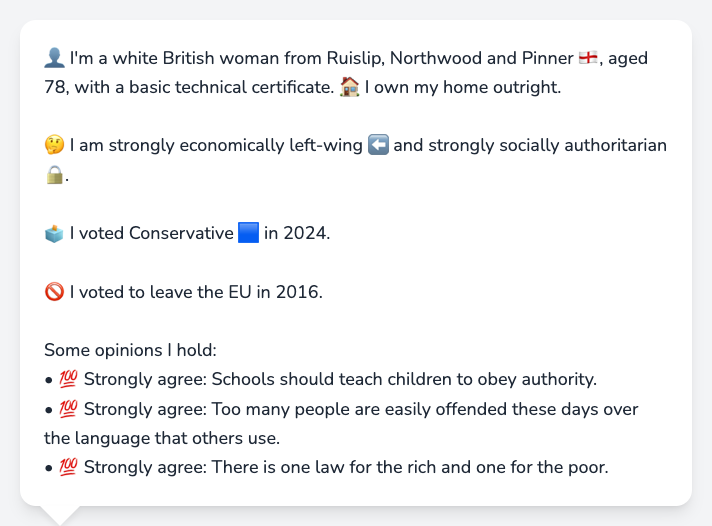 👤 I'm a white British woman from Ruislip, Northwood and Pinner 🏴󠁧󠁢󠁥󠁮󠁧󠁿, aged
78, with a basic technical certificate. 🏠 I own my home outright.
🤔 I am strongly economically left-wing ⬅️ and strongly socially authoritarian
🔒.
🗳️ I voted Conservative 🟦 in 2024.
🚫 I voted to leave the EU in 2016.
Some opinions I hold:
• 💯 Strongly agree: Schools should teach children to obey authority.
• 💯 Strongly agree: Too many people are easily offended these days over
the language that others use.
• 💯 Strongly agree: There is one law for the rich and one for the poor.